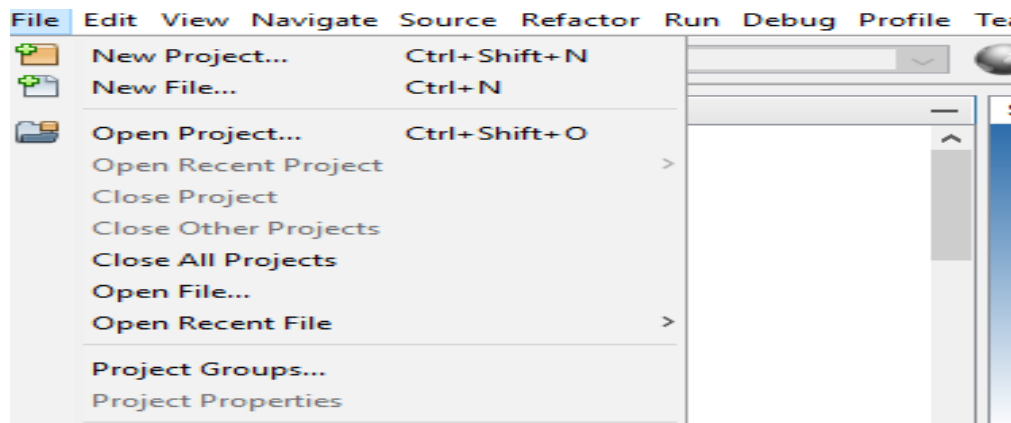 File Edit View Navigate Source Refactor Run Debug Profile
New Project... Ctrl+Shift+N
New File... Ctrl+N
Open Project... Ctrl+Shift+O
Open Recent Project >
Close Project
Close Other Projects
Close All Projects
Open File...
Open Recent File >
Project Groups...
Project Properties